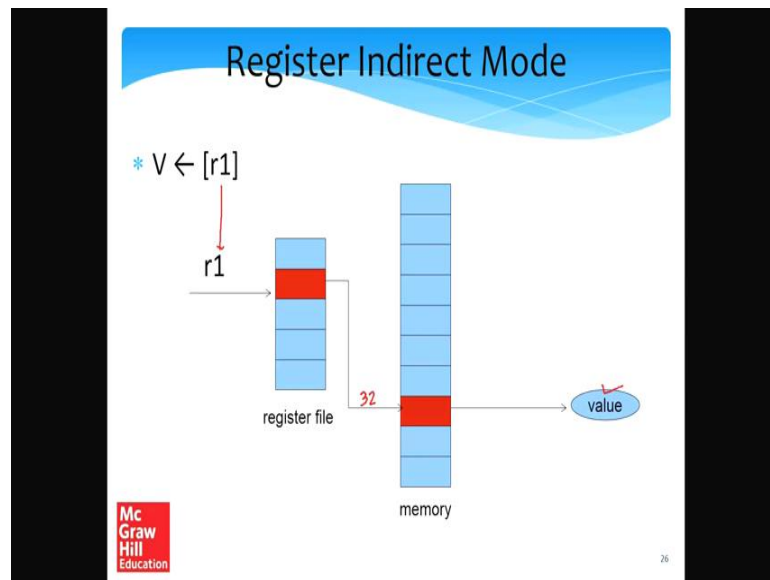 Register Indirect Mode
* V ← [r1]
r1
32
value
register file
memory
Mc
Graw
Hill
Education
26